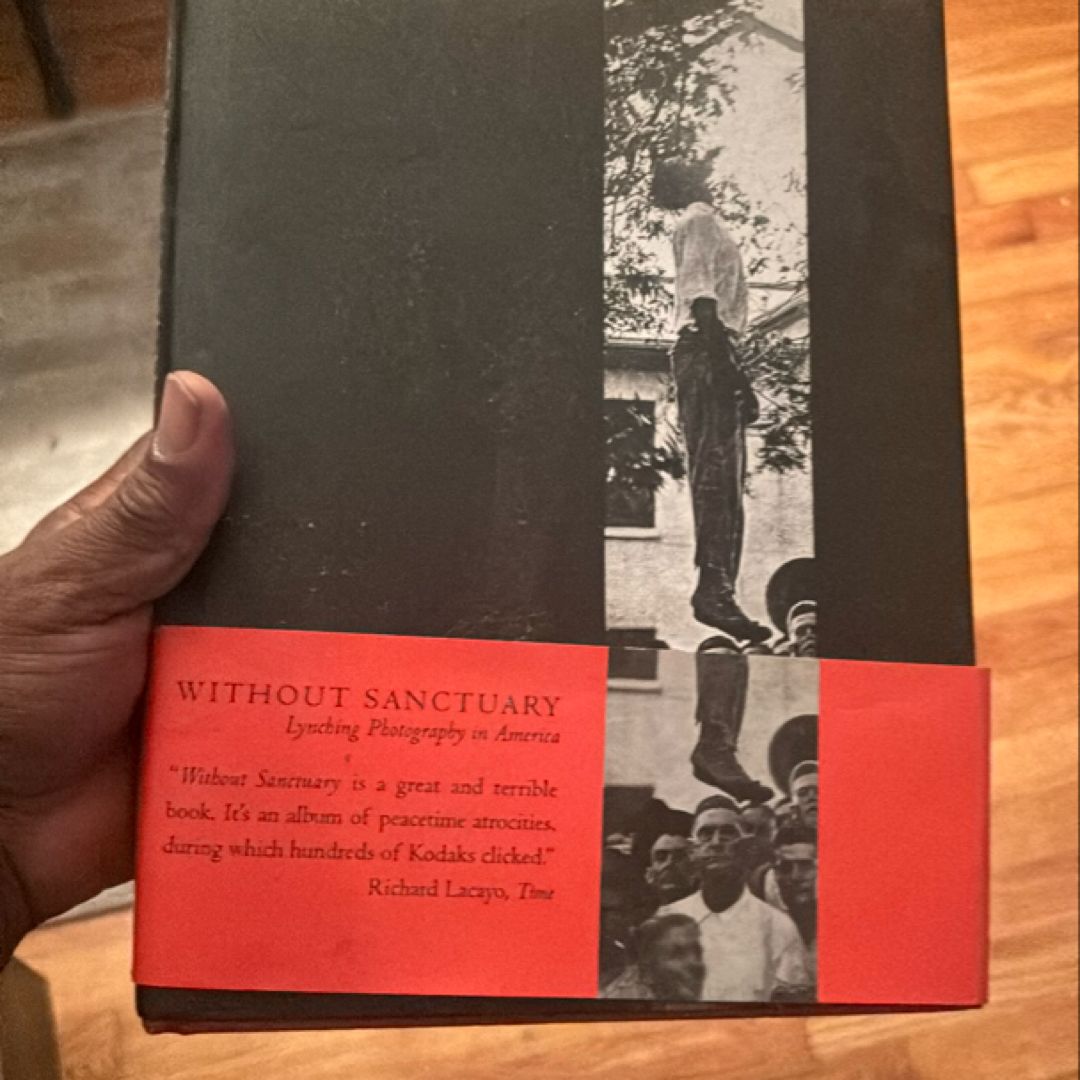 WITHOUT SANCTUARY
Lynching Photography in America
"Without Sanctuary is a great and terrible
book. It's an album of peacetime atrocities,
during which hundreds of Kodaks clicked."
Richard Lacayo, Time